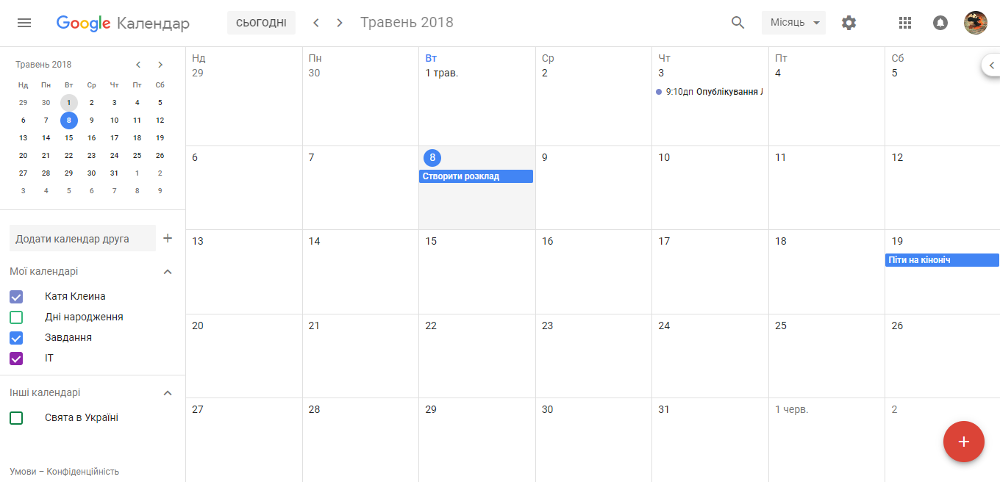 Google Календар СЬОГОДНІ Травень 2018 Місяць
Травень 2018
Нд Пн Вт Ср Чт Пт Сб
29 30 1 2 3 4 5
6 7 8 9 10 11 12
13 14 15 16 17 18 19
20 21 22 23 24 25 26
27 28 29 30 31 1 2
3 4 5 6 7 8 9
Додати календар друга
Мої календарі
Катя Клеина
Дні народження
Завдання
IT
Інші календарі
Свята в Україні
Умови – Конфіденційність
Нд Пн Вт Ср Чт Пт Сб
29 30 1 трав. 2 3 4 5
9:10дп Опублікування
6 7 8 9 10 11 12
Створити розклад
13 14 15 16 17 18 19
Піти на кіноніч
20 21 22 23 24 25 26
27 28 29 30 31 1 черв. 2